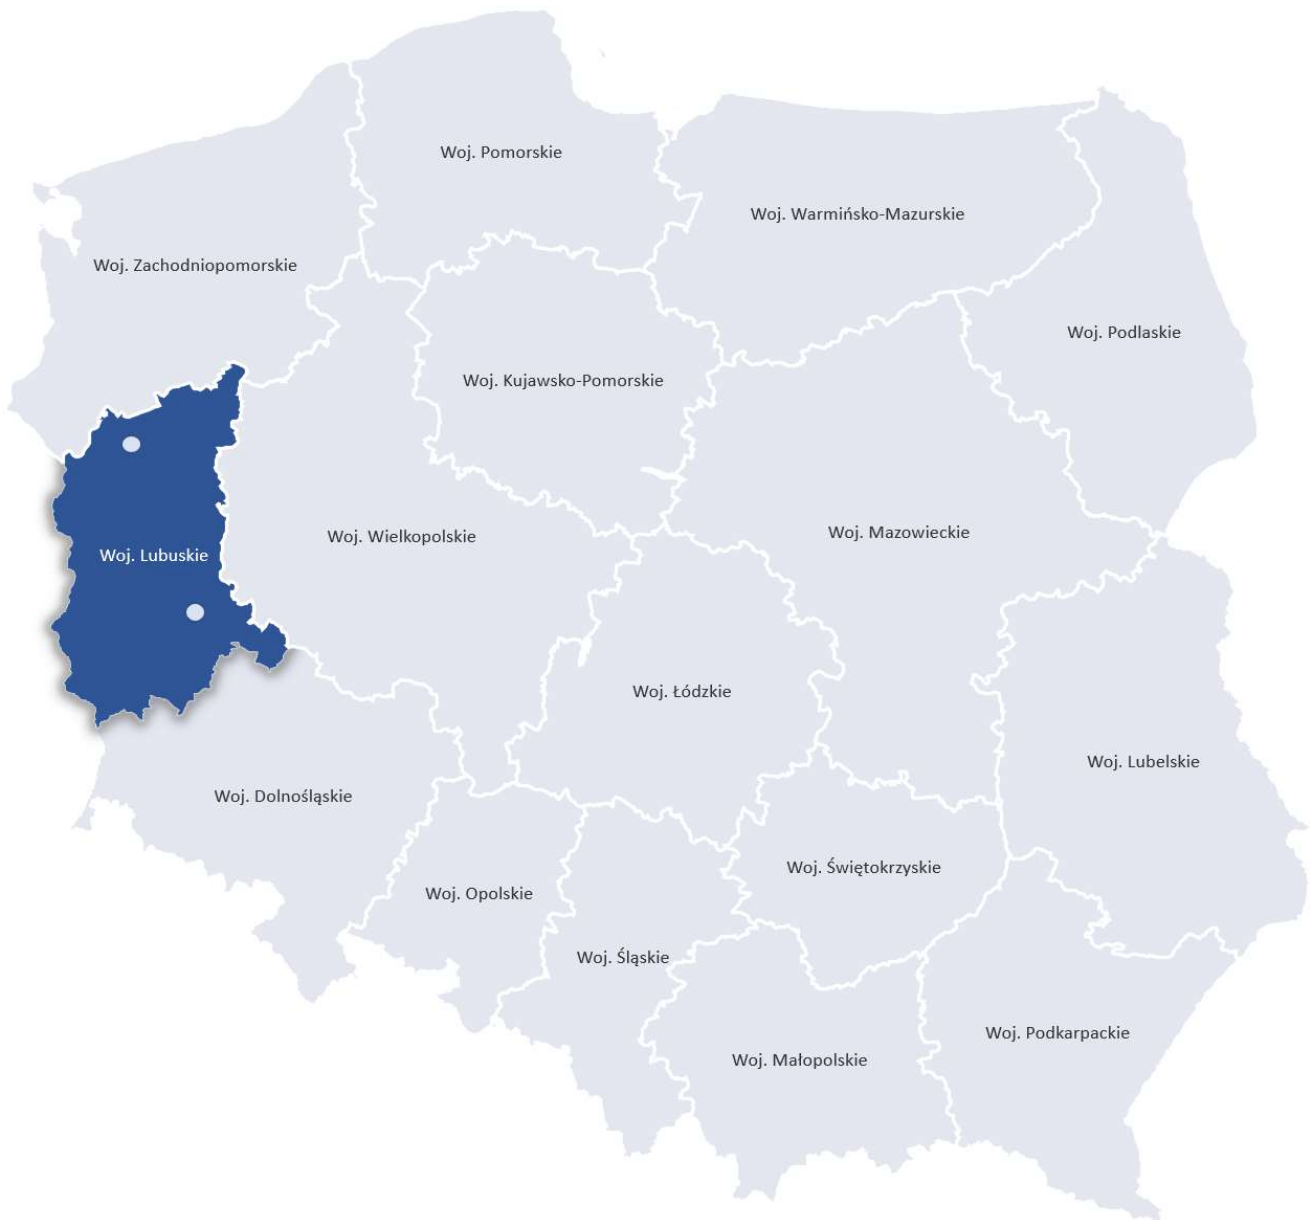 Woj. Pomorskie
Woj. Warmińsko-Mazurskie
Woj. Zachodniopomorskie
Woj. Podlaskie
Woj. Kujawsko-Pomorskie
Woj. Mazowieckie
Woj. Wielkopolskie
Woj. Lubuskie
Woj. Łódzkie
Woj. Lubelskie
Woj. Dolnośląskie
Woj. Świętokrzyskie
Woj. Opolskie
Woj. Śląskie
Woj. Podkarpackie
Woj. Małopolskie